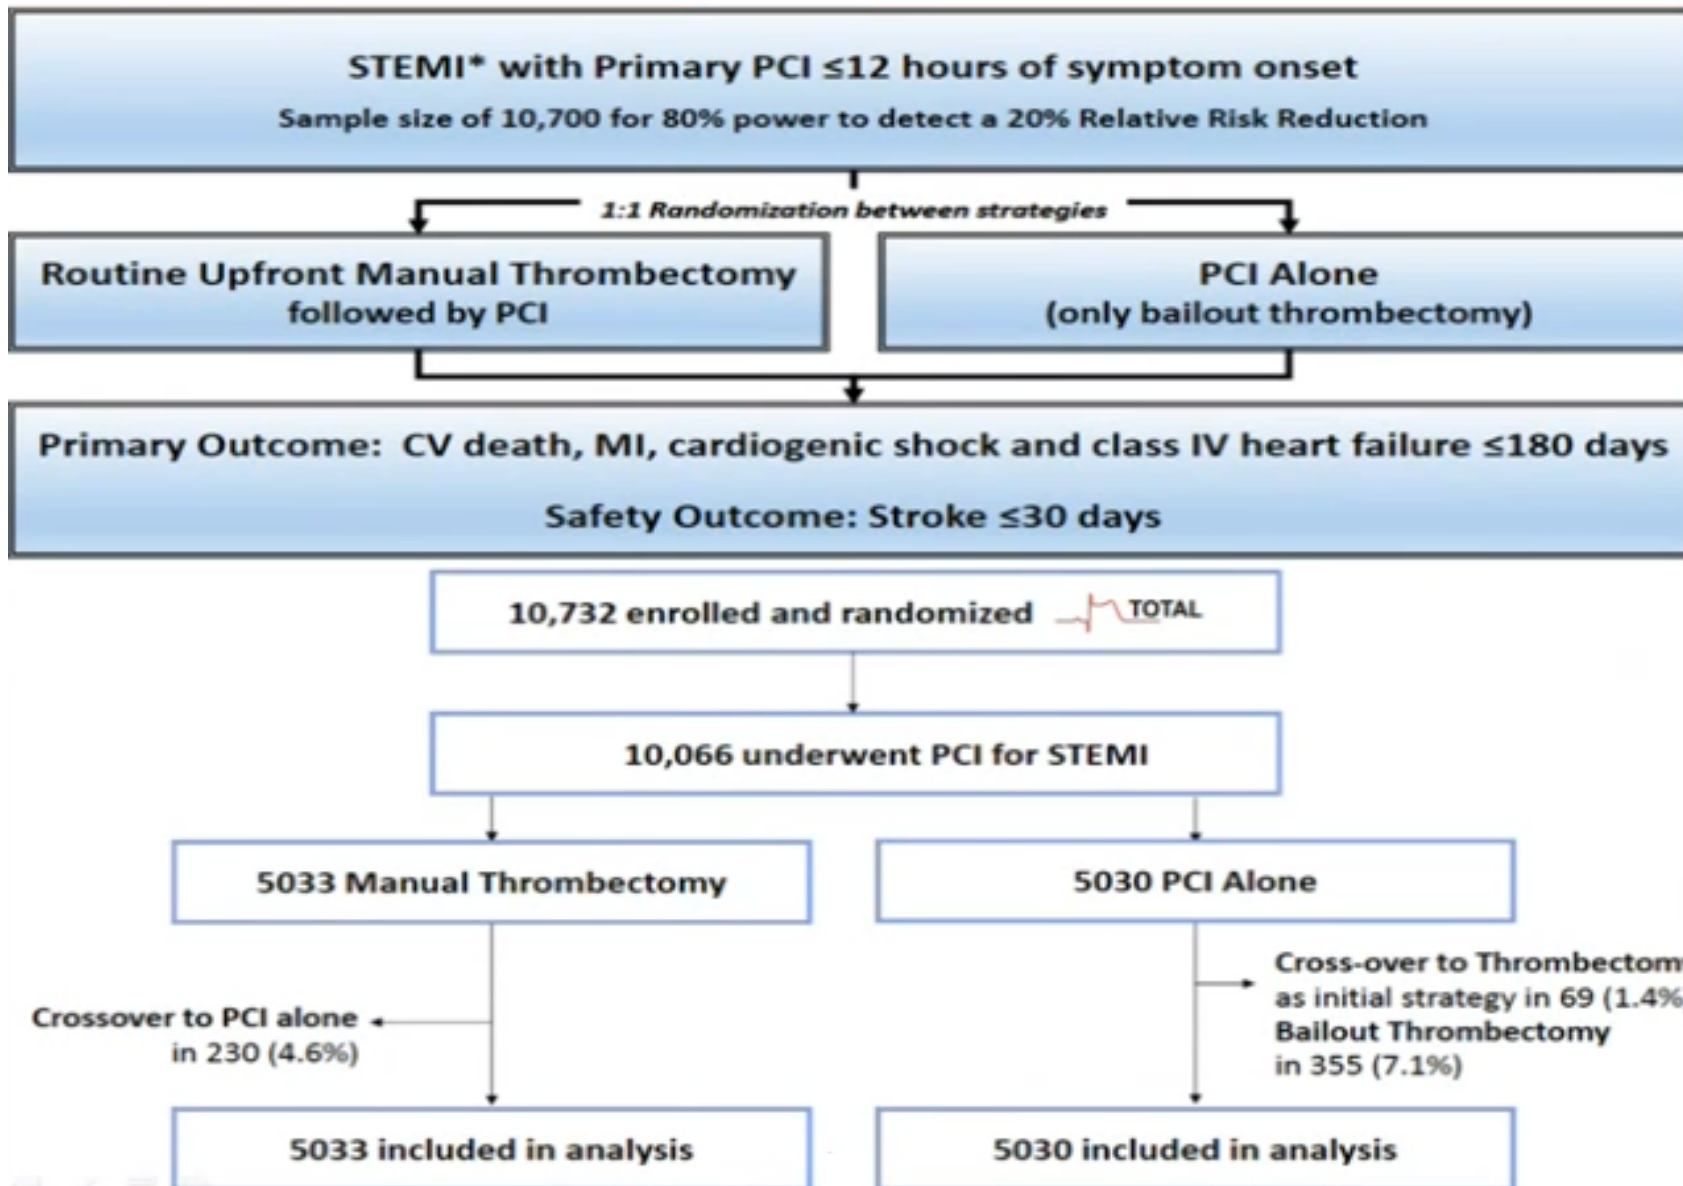 STEMI* with Primary PCI ≤12 hours of symptom onset
Sample size of 10,700 for 80% power to detect a 20% Relative Risk Reduction
1:1 Randomization between strategies
Routine Upfront Manual Thrombectomy
followed by PCI
PCI Alone
(only bailout thrombectomy)
Primary Outcome: CV death, MI, cardiogenic shock and class IV heart failure ≤180 days
Safety Outcome: Stroke ≤30 days
10,732 enrolled and randomized TOTAL
10,066 underwent PCI for STEMI
5033 Manual Thrombectomy
5030 PCI Alone
Crossover to PCI alone
in 230 (4.6%)
Cross-over to Thrombectom
as initial strategy in 69 (1.4%
Bailout Thrombectomy
in 355 (7.1%)
5033 included in analysis
5030 included in analysis